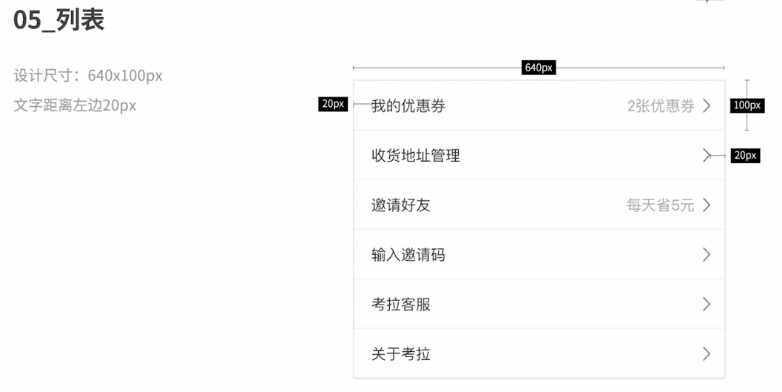 05_列表
设计尺寸：640x100px
文字距离左边20px
640px
20px
我的优惠券 2张优惠券
100px
收货地址管理
20px
邀请好友 每天省5元
输入邀请码
考拉客服
关于考拉